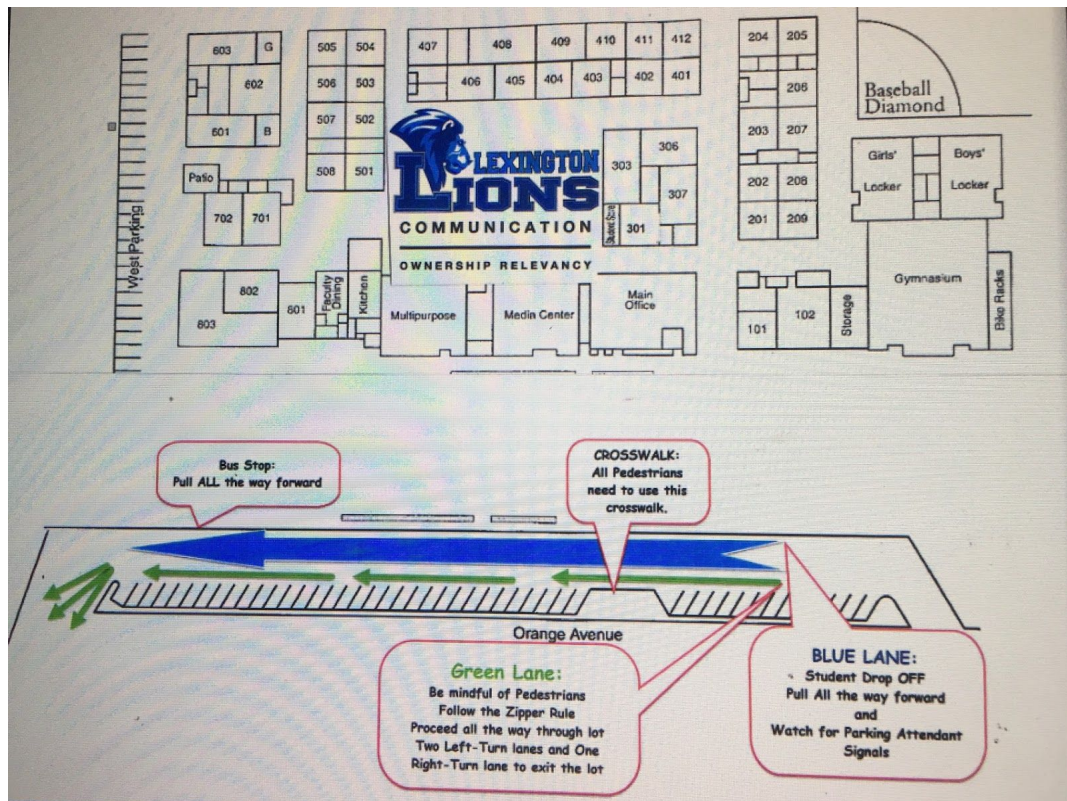 603 G
602
601 B
505 504
506 503
507 502
508 501
407 408 409 410 411 412
406 405 404 403 402 401
204 205
206
203 207
202 208
201 209
Baseball
Diamond
Girls'
Locker
Boys'
Locker
Patio
702 701
West Parking
LEXINGTON
LIONS
COMMUNICATION
OWNERSHIP RELEVANCY
303
306
307
Student Store
301
802
803
801
Faculty
Dining
Kitchen
Multipurpose
Medin Center
Main
Office
101
102
Storage
Gymnasium
Bike Racks
Bus Stop:
Pull ALL the way forward
CROSSWALK:
All Pedestrians
need to use this
crosswalk.
Orange Avenue
Green Lane:
Be mindful of Pedestrians
Follow the Zipper Rule
Proceed all the way through lot
Two Left-Turn lanes and One
Right-Turn lane to exit the lot
BLUE LANE:
Student Drop OFF
Pull All the way forward
and
Watch for Parking Attendant
Signals